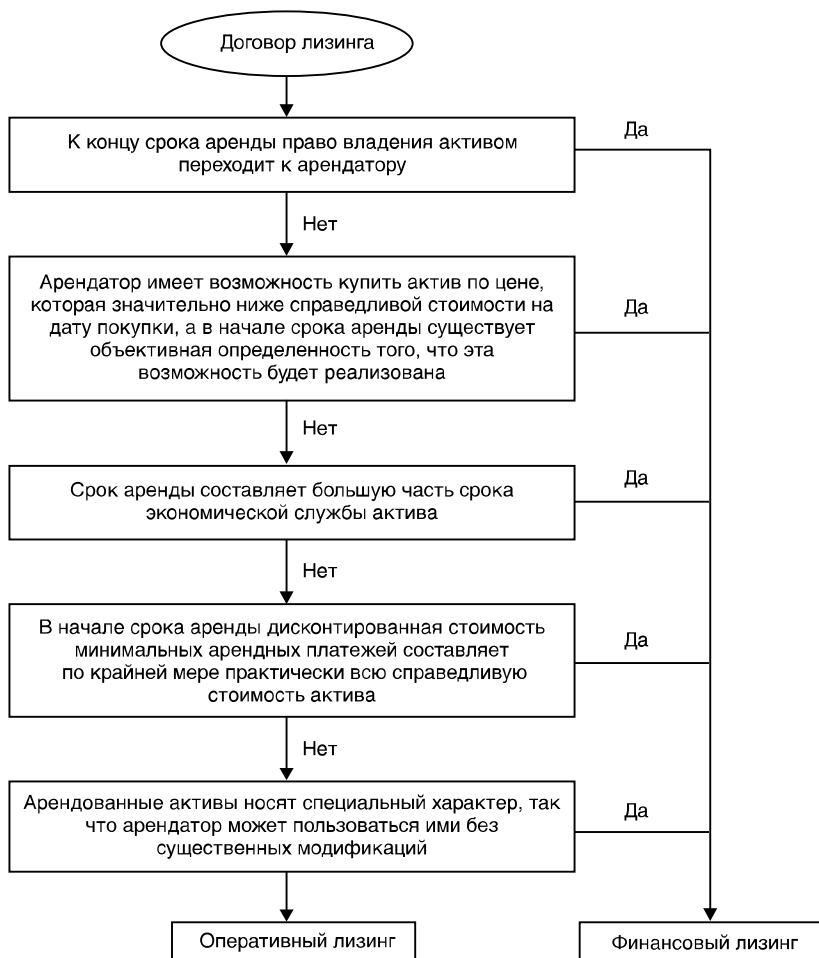 Договор лизинга
К концу срока аренды право владения активом
переходит к арендатору
Да
Нет
Арендатор имеет возможность купить актив по цене,
которая значительно ниже справедливой стоимости на
дату покупки, а в начале срока аренды существует
объективная определенность того, что эта
возможность будет реализована
Да
Нет
Срок аренды составляет большую часть срока
экономической службы актива
Да
Нет
В начале срока аренды дисконтированная стоимость
минимальных арендных платежей составляет
по крайней мере практически всю справедливую
стоимость актива
Да
Нет
Арендованные активы носят специальный характер, так
что арендатор может пользоваться ими без
существенных модификаций
Да
Оперативный лизинг
Финансовый лизинг